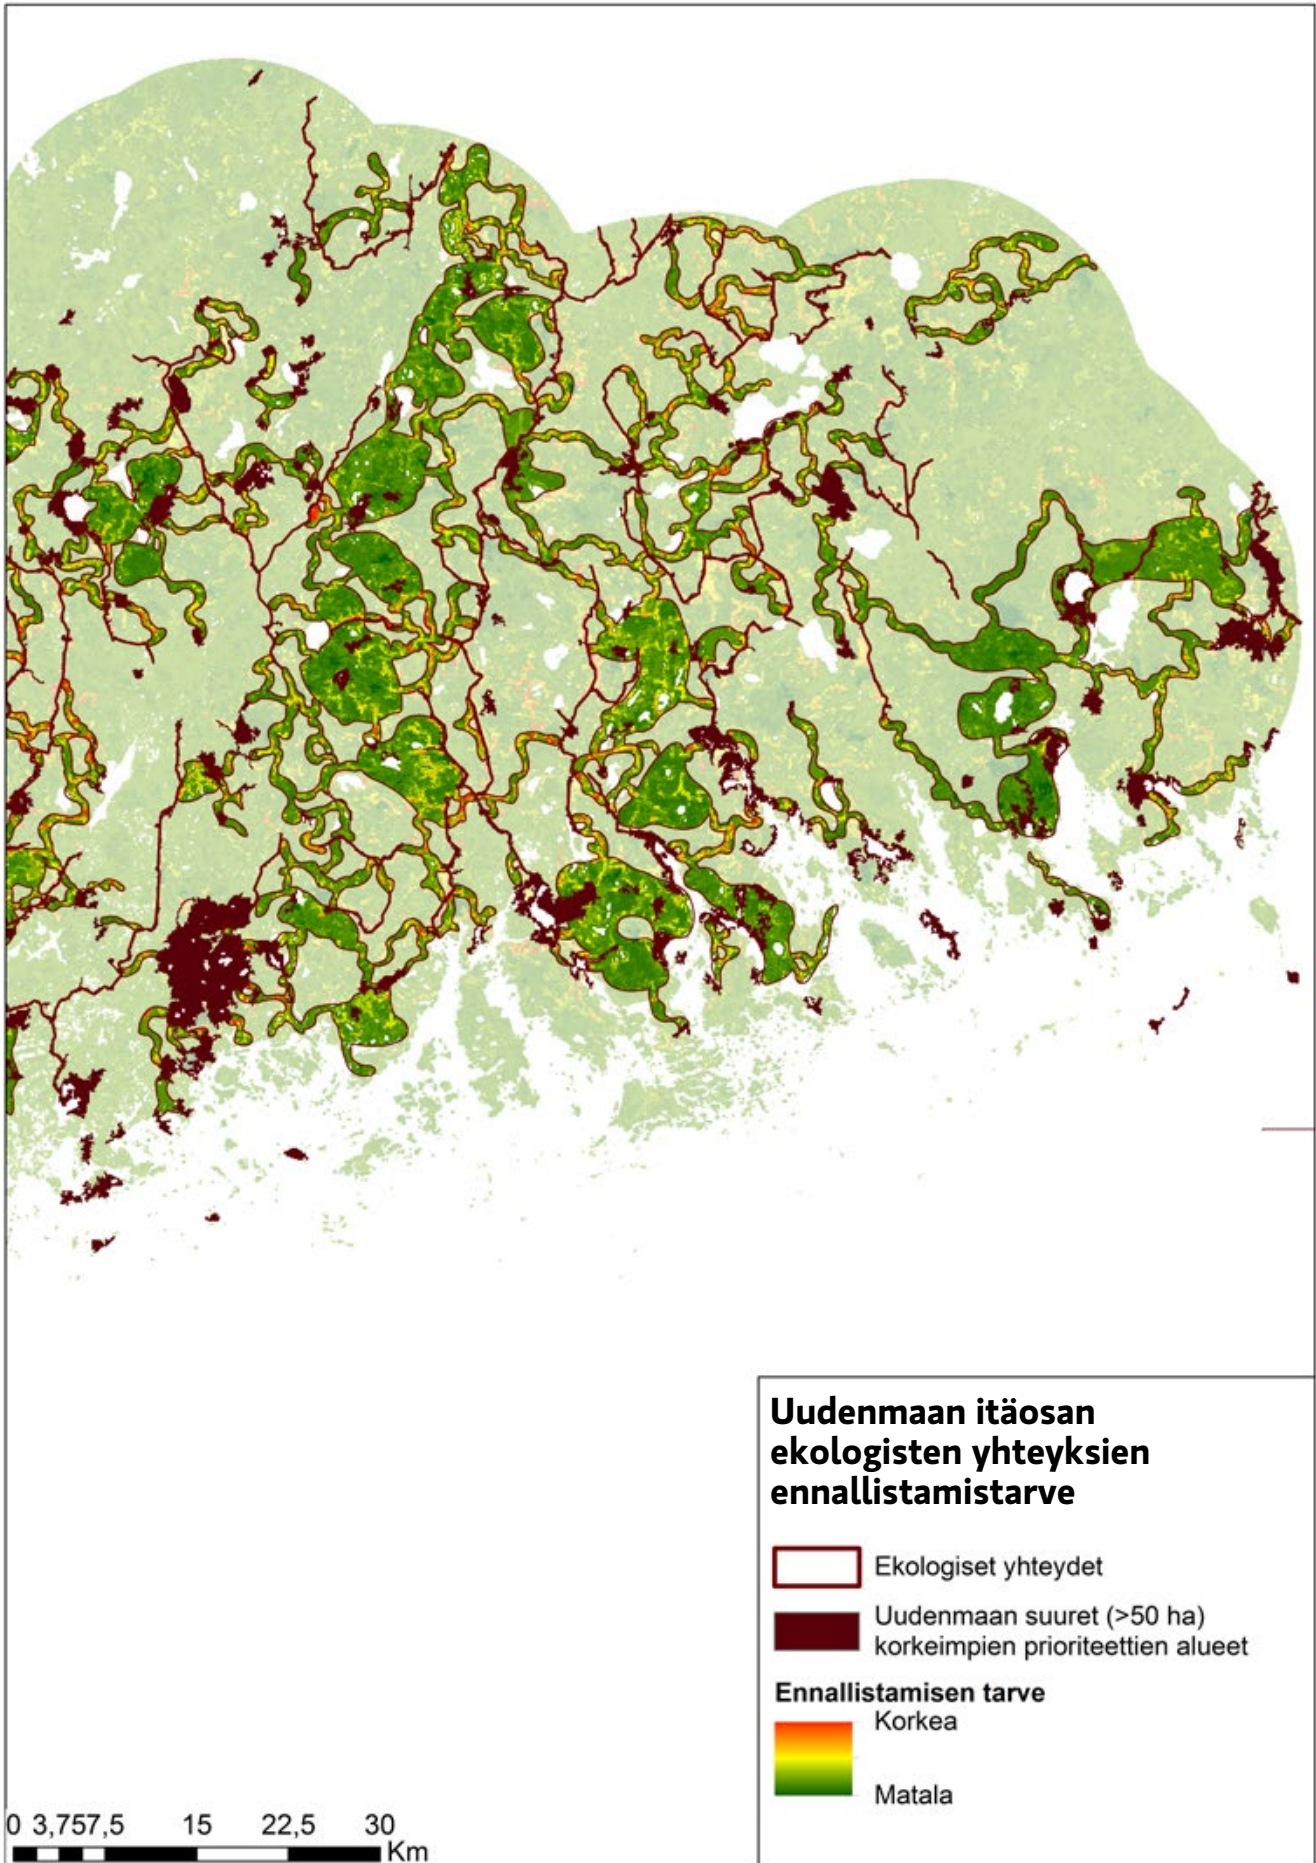 Uudenmaan itäosan
ekologisten yhteyksien
ennallistamistarve
Ekologiset yhteydet
Uudenmaan suuret (>50 ha)
korkeimpien prioriteettien alueet
Ennallistamisen tarve
Korkea
Matala
0 3,757,5 15 22,5 30
Km